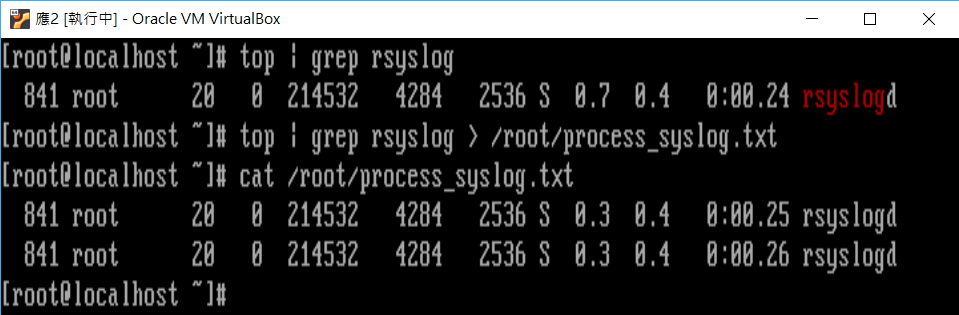 應2 [執行中] - Oracle VM VirtualBox
[root@localhost ~]# top | grep rsyslog
841 root 20 0 214532 4284 2536 S 0.7 0.4 0:00.24 rsyslogd
[root@localhost ~]# top | grep rsyslog > /root/process_syslog.txt
[root@localhost ~]# cat /root/process_syslog.txt
841 root 20 0 214532 4284 2536 S 0.3 0.4 0:00.25 rsyslogd
841 root 20 0 214532 4284 2536 S 0.3 0.4 0:00.26 rsyslogd
[root@localhost ~]#